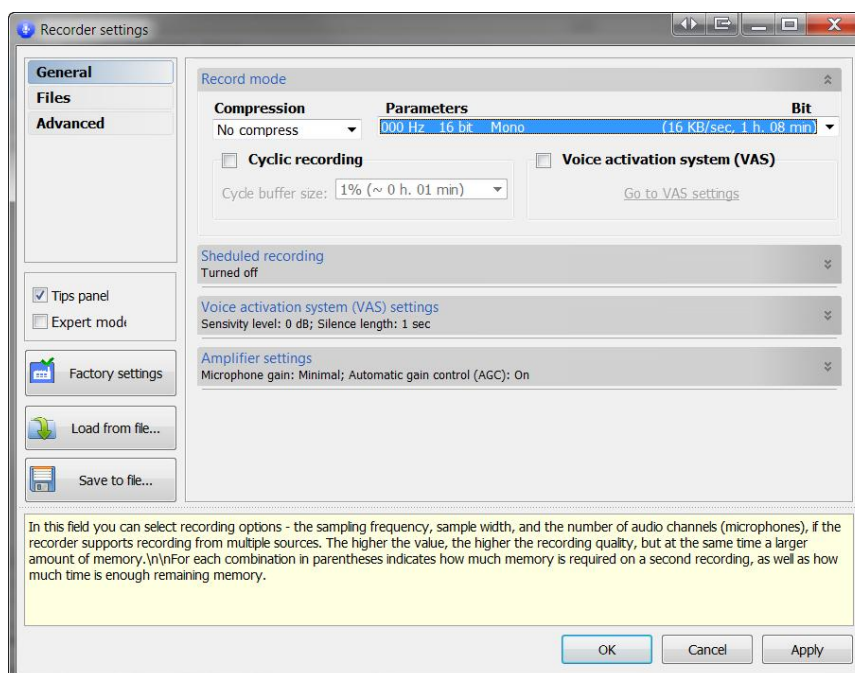 Recorder settings
General
Files
Advanced
Record mode
Compression
Parameters
Bit
No compress
000 Hz 16 bit Mono (16 KB/sec, 1 h. 08 min)
Cyclic recording
Voice activation system (VAS)
Cycle buffer size: 1% (~ 0 h. 01 min)
Go to VAS settings
Sheduled recording
Turned off
Voice activation system (VAS) settings
Sensivity level: 0 dB; Silence length: 1 sec
Amplifier settings
Microphone gain: Minimal; Automatic gain control (AGC): On
Tips panel
Expert mode
Factory settings
Load from file...
Save to file...
In this field you can select recording options - the sampling frequency, sample width, and the number of audio channels (microphones), if the
recorder supports recording from multiple sources. The higher the value, the higher the recording quality, but at the same time a larger
amount of memory.\n\nFor each combination in parentheses indicates how much memory is required on a second recording, as well as how
much time is enough remaining memory.
OK
Cancel
Apply